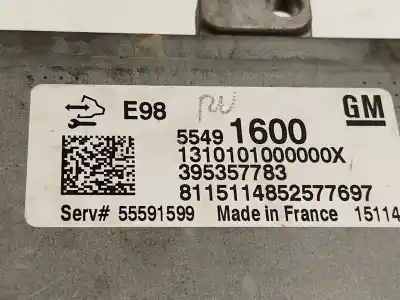 E98
GM
5549 1600
1310101000000X
395357783
8115114852577697
Serv# 55591599 Made in France 15114